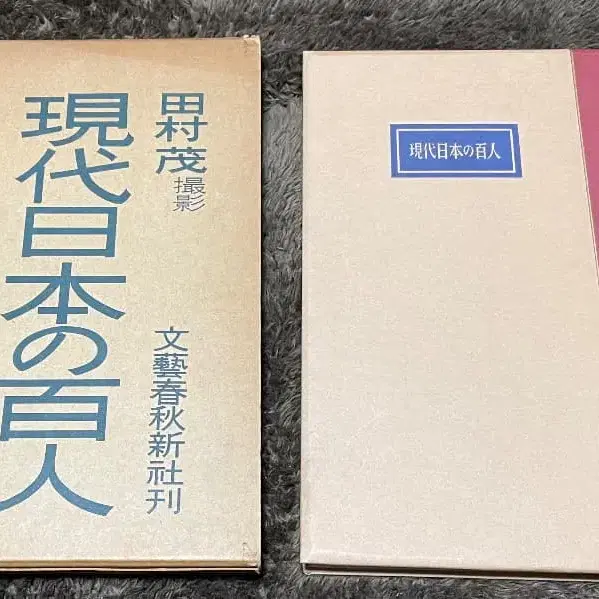 田村茂撮影
現代日本の百人
文藝春秋新社刊
現代日本の百人